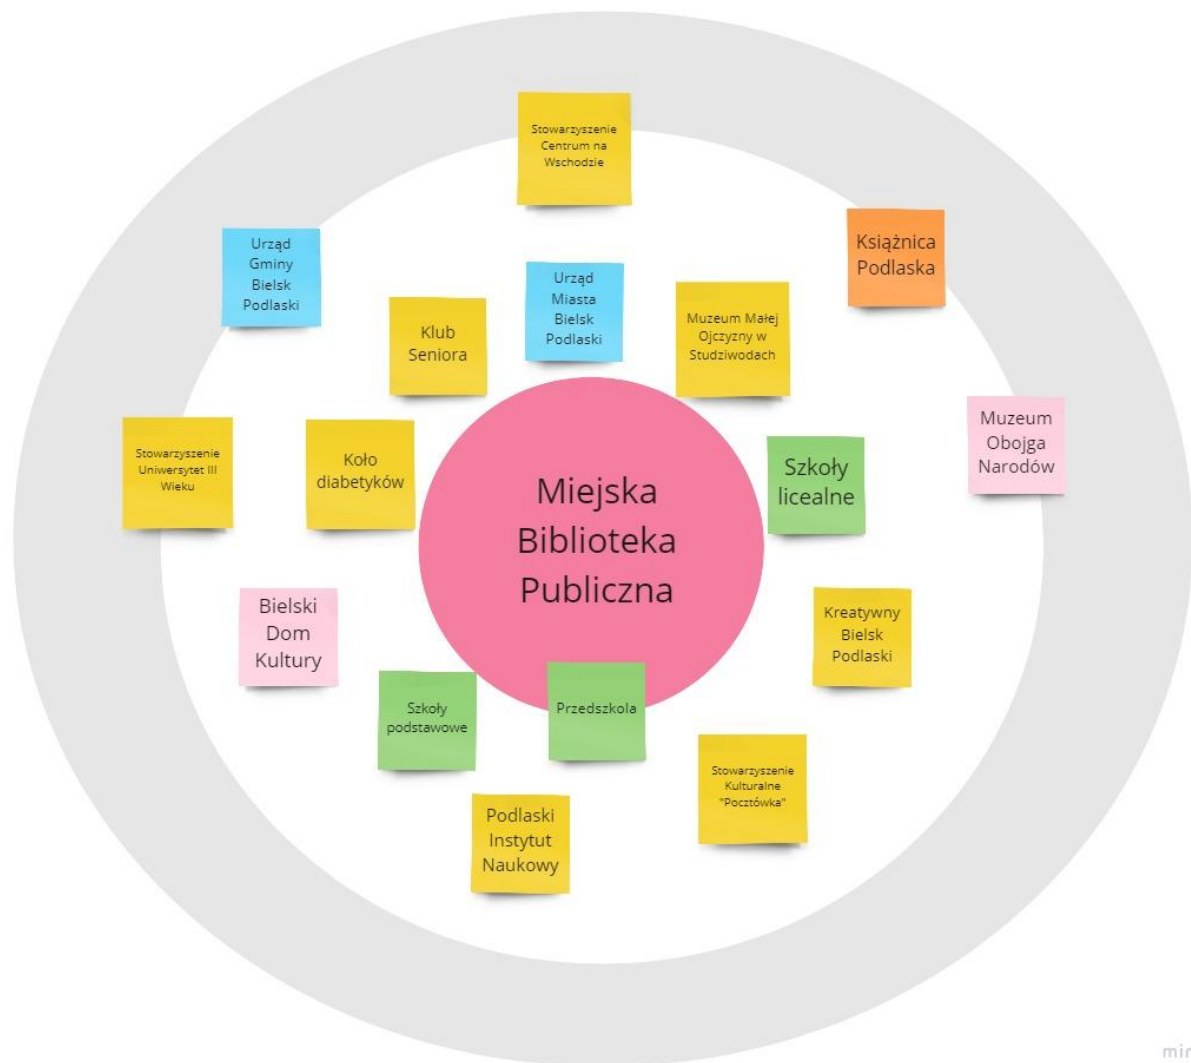 Stowarzyszenie
Centrum na
Wschodzie
Urząd
Gminy
Bielsk
Podlaski
Książnica
Podlaska
Klub
Seniora
Urząd
Miasta
Bielsk
Podlaski
Muzeum Małej
Ojczyzny w
Studziwodach
Stowarzyszenie
Uniwersytet III
Wieku
Koło
diabetyków
Miejska
Biblioteka
Publiczna
Szkoły
licealne
Muzeum
Obojga
Narodów
Bielski
Dom
Kultury
Kreatywny
Bielsk
Podlaski
Szkoły
podstawowe
Przedszkola
Stowarzyszenie
Kulturalne
"Pocztówka"
Podlaski
Instytut
Naukowy